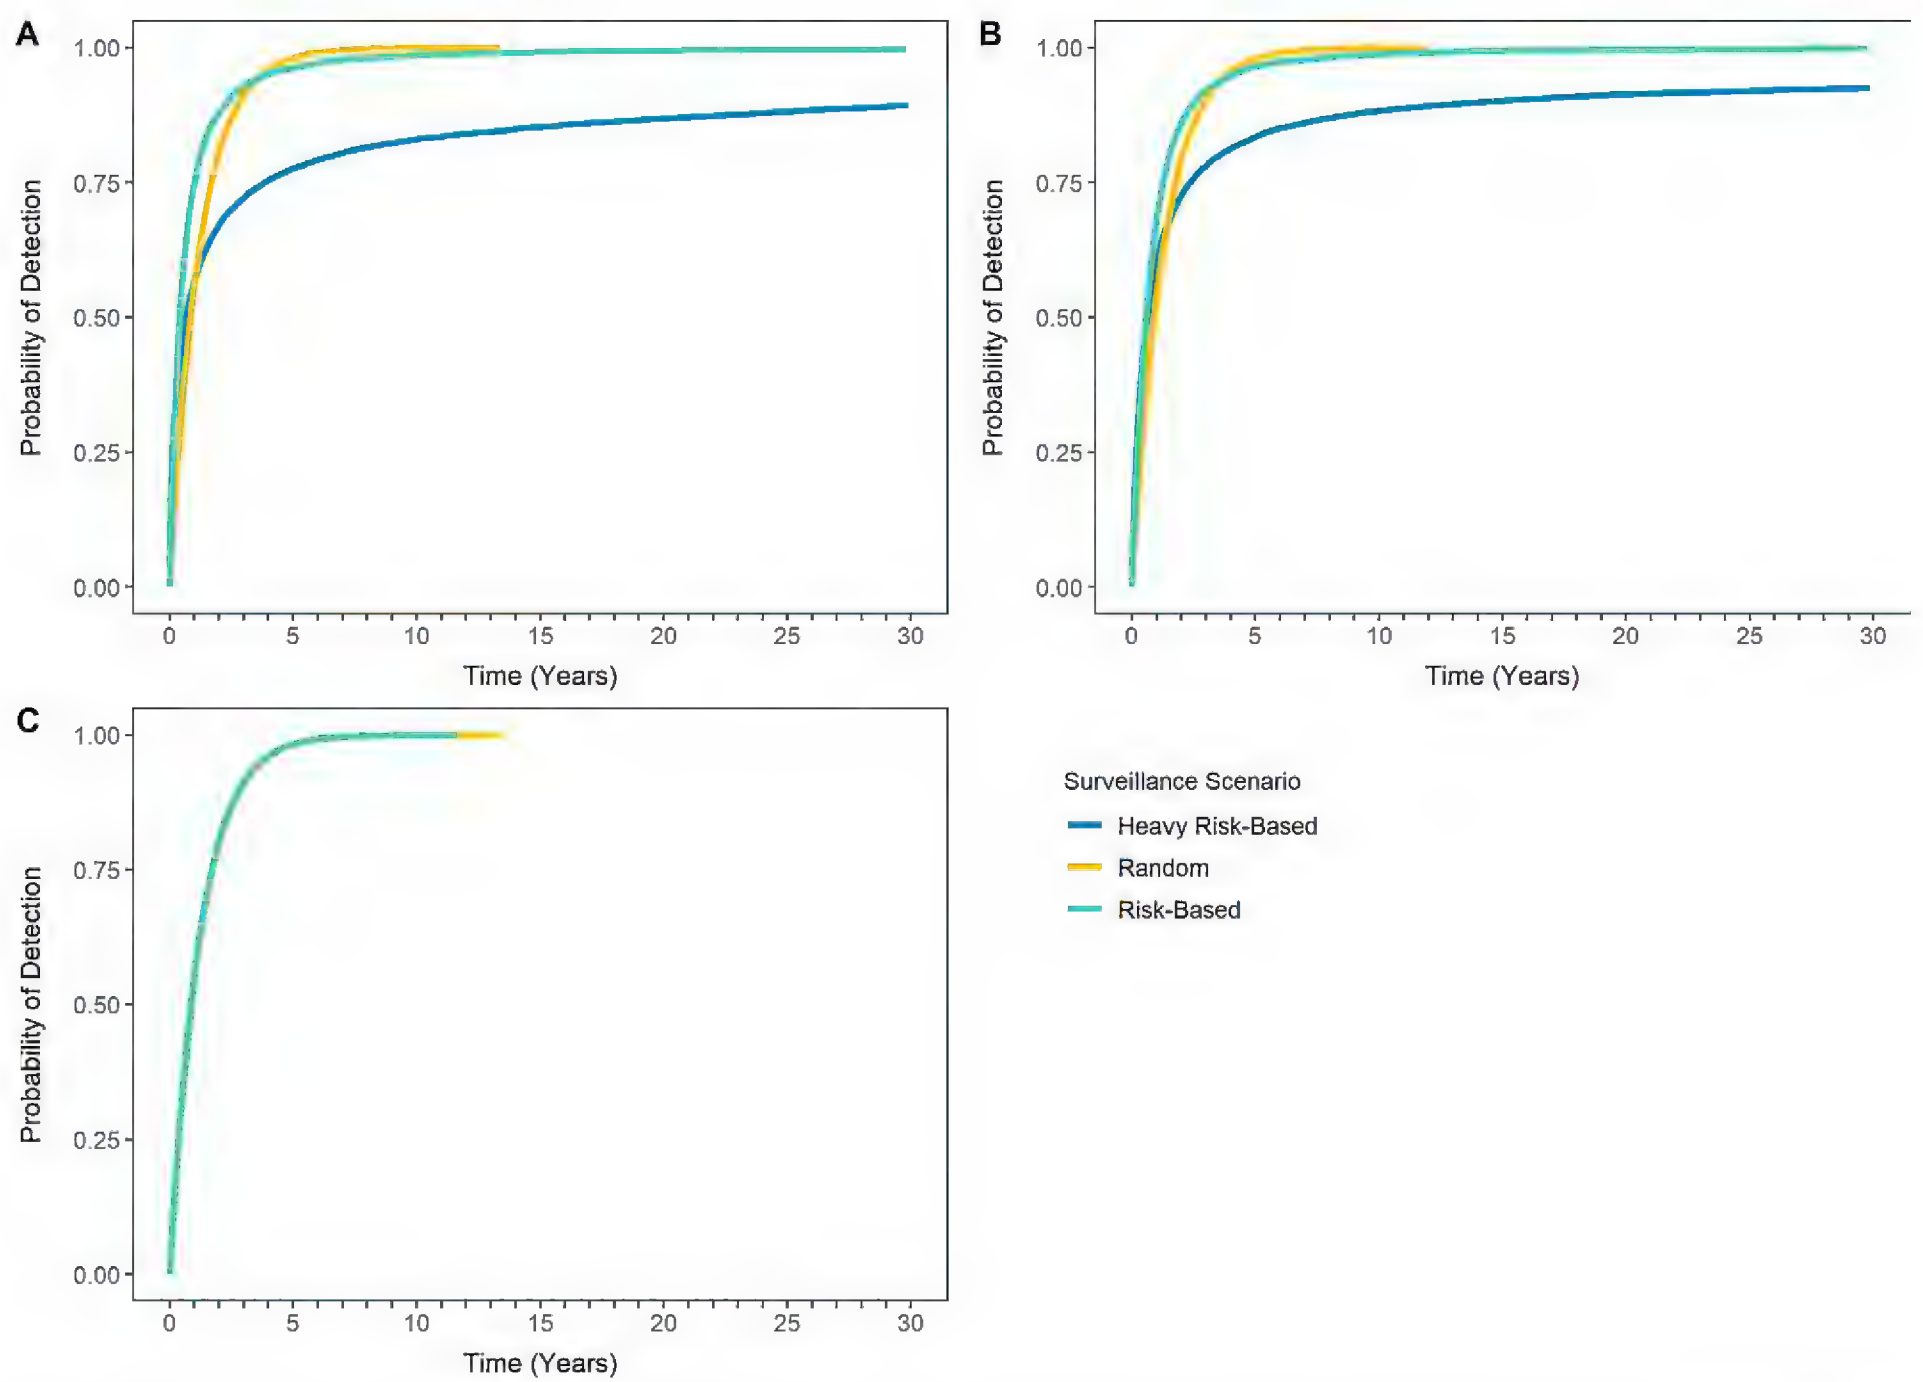 A
1.00
0.75
0.50
0.25
0.00
Probability of Detection
0 5 10 15 20 25 30
Time (Years)
B
1.00
0.75
0.50
0.25
0.00
Probability of Detection
0 5 10 15 20 25 30
Time (Years)
C
1.00
0.75
0.50
0.25
0.00
Probability of Detection
0 5 10 15 20 25 30
Time (Years)
Surveillance Scenario
Heavy Risk-Based
Random
Risk-Based